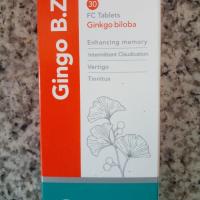 Gingo B.Z
30
FC Tablets
Ginkgo biloba
Enhancing memory
Intermittent Claudication
Vertigo
Tinnitus